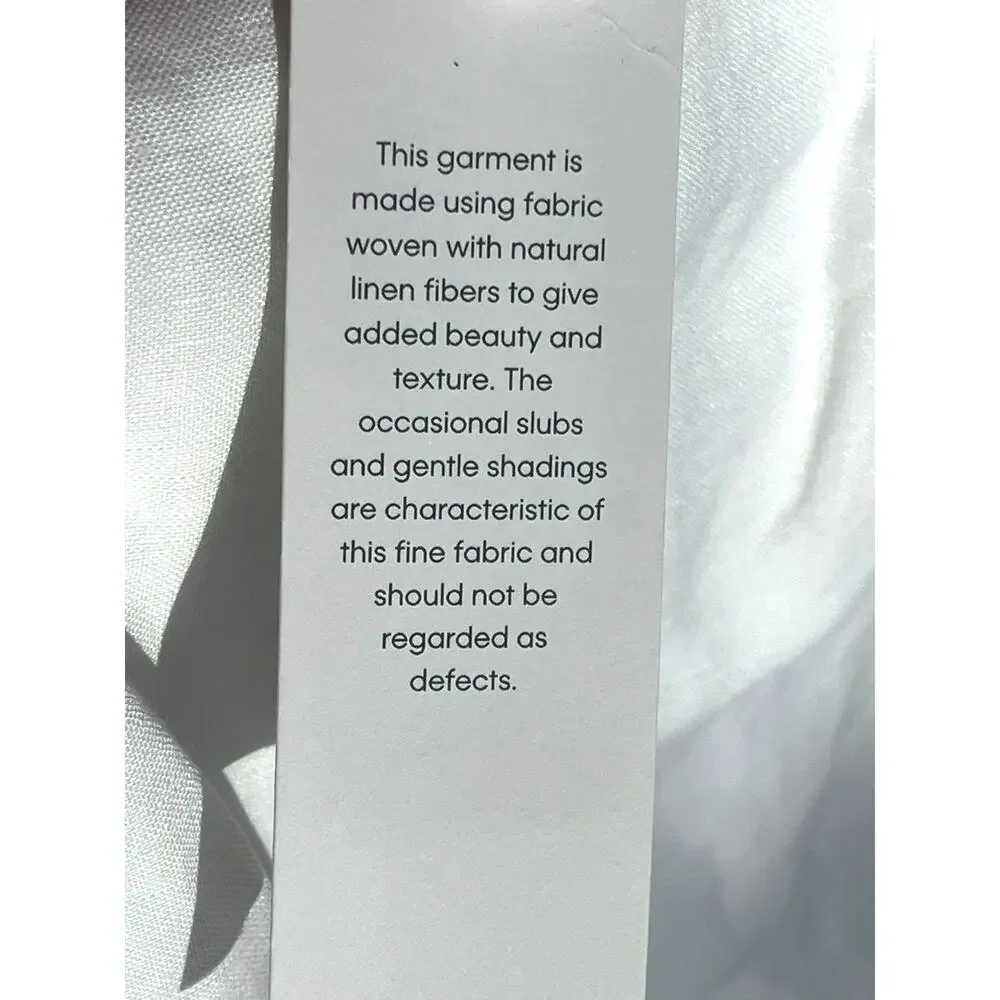 This garment is
made using fabric
woven with natural
linen fibers to give
added beauty and
texture. The
occasional slubs
and gentle shadings
are characteristic of
this fine fabric and
should not be
regarded as
defects.